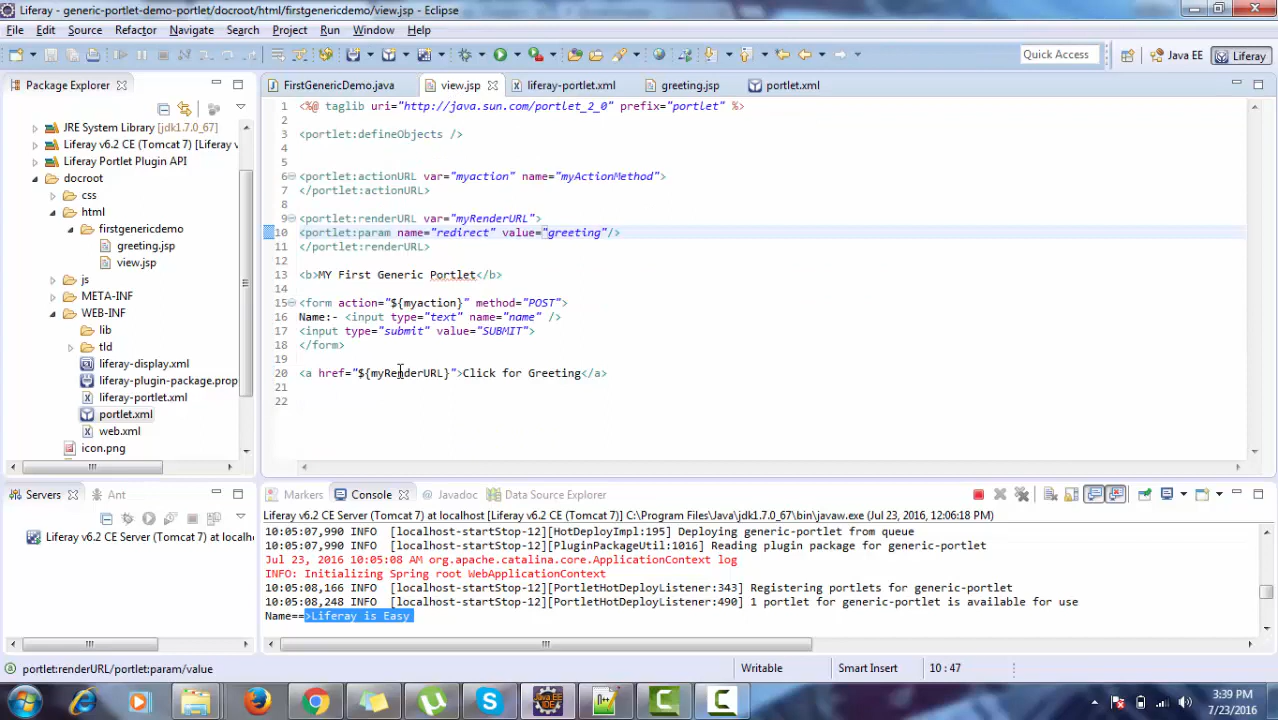 Liferay - generic-portlet-demo-portlet/docroot/html/firstgenericdemo/view.jsp - Eclipse
File Edit Source Refactor Navigate Search Project Run Window Help
Quick Access
Java EE
Liferay
Package Explorer
FirstGenericDemo.java
view.jsp
liferay-portlet.xml
greeting.jsp
portlet.xml
JRE System Library [jdk1.7.0_67]
Liferay v6.2 CE (Tomcat 7) [Liferay v
Liferay Portlet Plugin API
docroot
css
html
firstgenericdemo
greeting.jsp
view.jsp
js
META-INF
WEB-INF
lib
tld
liferay-display.xml
liferay-plugin-package.prop
liferay-portlet.xml
portlet.xml
web.xml
icon.png
1 <%@ taglib uri="http://java.sun.com/portlet_2_0" prefix="portlet" %>
2
3 <portlet:defineObjects />
4
5
6 <portlet:actionURL var="myaction" name="myActionMethod">
7 </portlet:actionURL>
8
9 <portlet:renderURL var="myRenderURL">
10 <portlet:param name="redirect" value="greeting"/>
11 </portlet:renderURL>
12
13 <b>MY First Generic Portlet</b>
14
15 <form action="${myaction}" method="POST">
16 Name:- <input type="text" name="name" />
17 <input type="submit" value="SUBMIT">
18 </form>
19
20 <a href="${myRenderURL}">Click for Greeting</a>
21
22
Servers
Ant
Liferay v6.2 CE Server (Tomcat 7) at localh
Markers
Console
Javadoc
Data Source Explorer
Liferay v6.2 CE Server (Tomcat 7) at localhost [Liferay v6.2 CE Server (Tomcat 7)] C:\Program Files\Java\jdk1.7.0_67\bin\javaw.exe (Jul 23, 2016, 12:06:18 PM)
10:05:07,990 INFO [localhost-startStop-12][HotDeployImpl:195] Deploying generic-portlet from queue
10:05:07,990 INFO [localhost-startStop-12][PluginPackageUtil:1016] Reading plugin package for generic-portlet
Jul 23, 2016 10:05:08 AM org.apache.catalina.core.ApplicationContext log
INFO: Initializing Spring root WebApplicationContext
10:05:08,166 INFO [localhost-startStop-12][PortletHotDeployListener:343] Registering portlets for generic-portlet
10:05:08,248 INFO [localhost-startStop-12][PortletHotDeployListener:490] 1 portlet for generic-portlet is available for use
Name==>Liferay is Easy
portlet:renderURL/portlet:param/value
Writable
Smart Insert
10 : 47
3:39 PM
7/23/2016